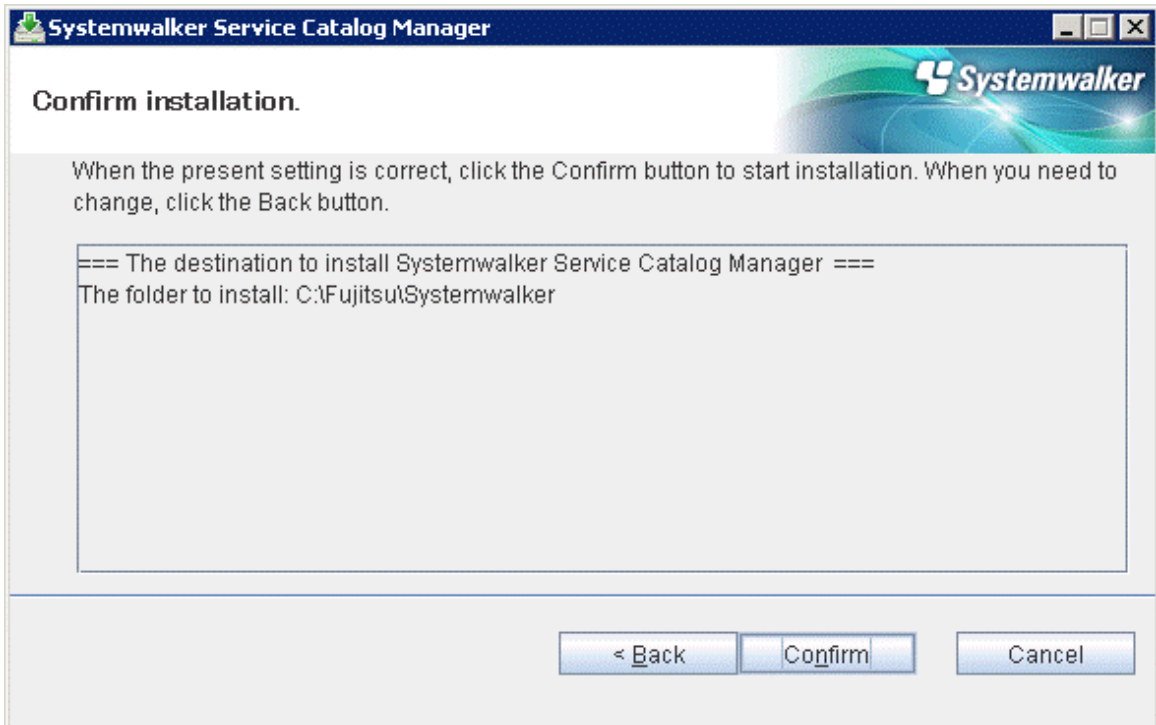 Systemwalker Service Catalog Manager
Systemwalker
Confirm installation.
When the present setting is correct, click the Confirm button to start installation. When you need to
change, click the Back button.
=== The destination to install Systemwalker Service Catalog Manager ===
The folder to install: C:\Fujitsu\Systemwalker
< Back Confirm Cancel